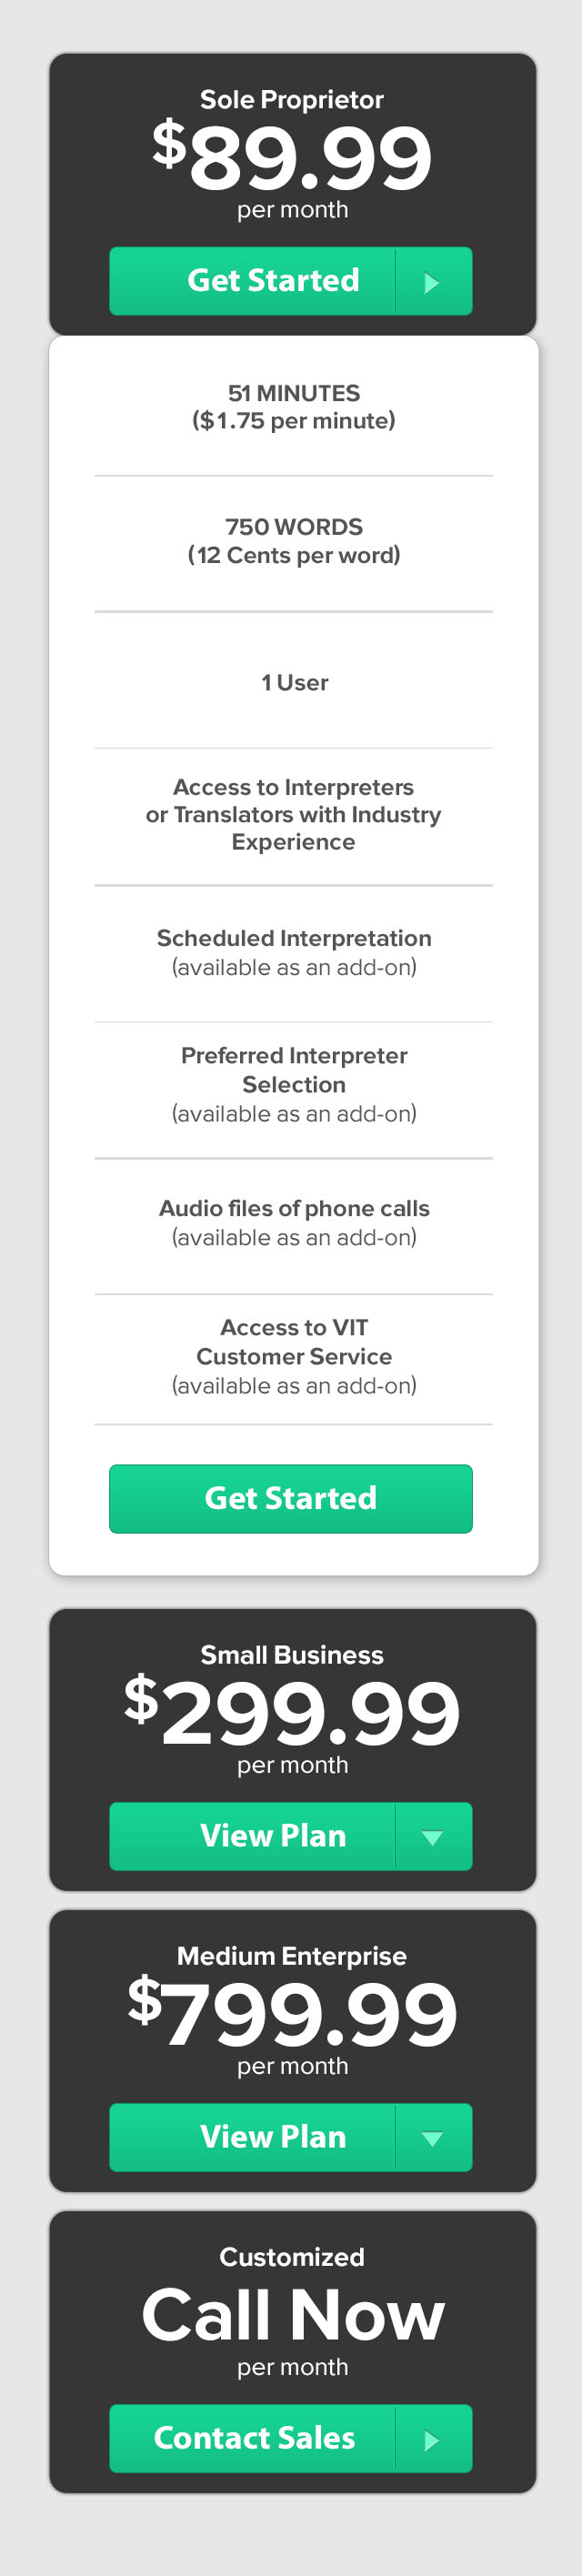 Sole Proprietor
$89.99
per month
Get Started
51 MINUTES
($1.75 per minute)
750 WORDS
(12 Cents per word)
1 User
Access to Interpreters
or Translators with Industry
Experience
Scheduled Interpretation
(available as an add-on)
Preferred Interpreter
Selection
(available as an add-on)
Audio files of phone calls
(available as an add-on)
Access to VIT
Customer Service
(available as an add-on)
Get Started
Small Business
$299.99
per month
View Plan
Medium Enterprise
$799.99
per month
View Plan
Customized
Call Now
per month
Contact Sales